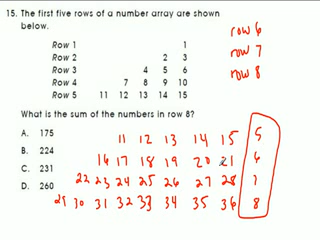 15. The first five rows of a number array are shown
below.
row 6
row 7
row 8
Row 1 1
Row 2 2 3
Row 3 4 5 6
Row 4 7 8 9 10
Row 5 11 12 13 14 15
What is the sum of the numbers in row 8?
A. 175
B. 224
C. 231
D. 260
11 12 13 14 15 5
16 17 18 19 20 21 6
22 23 24 25 26 27 28 7
29 30 31 32 33 34 35 36 8